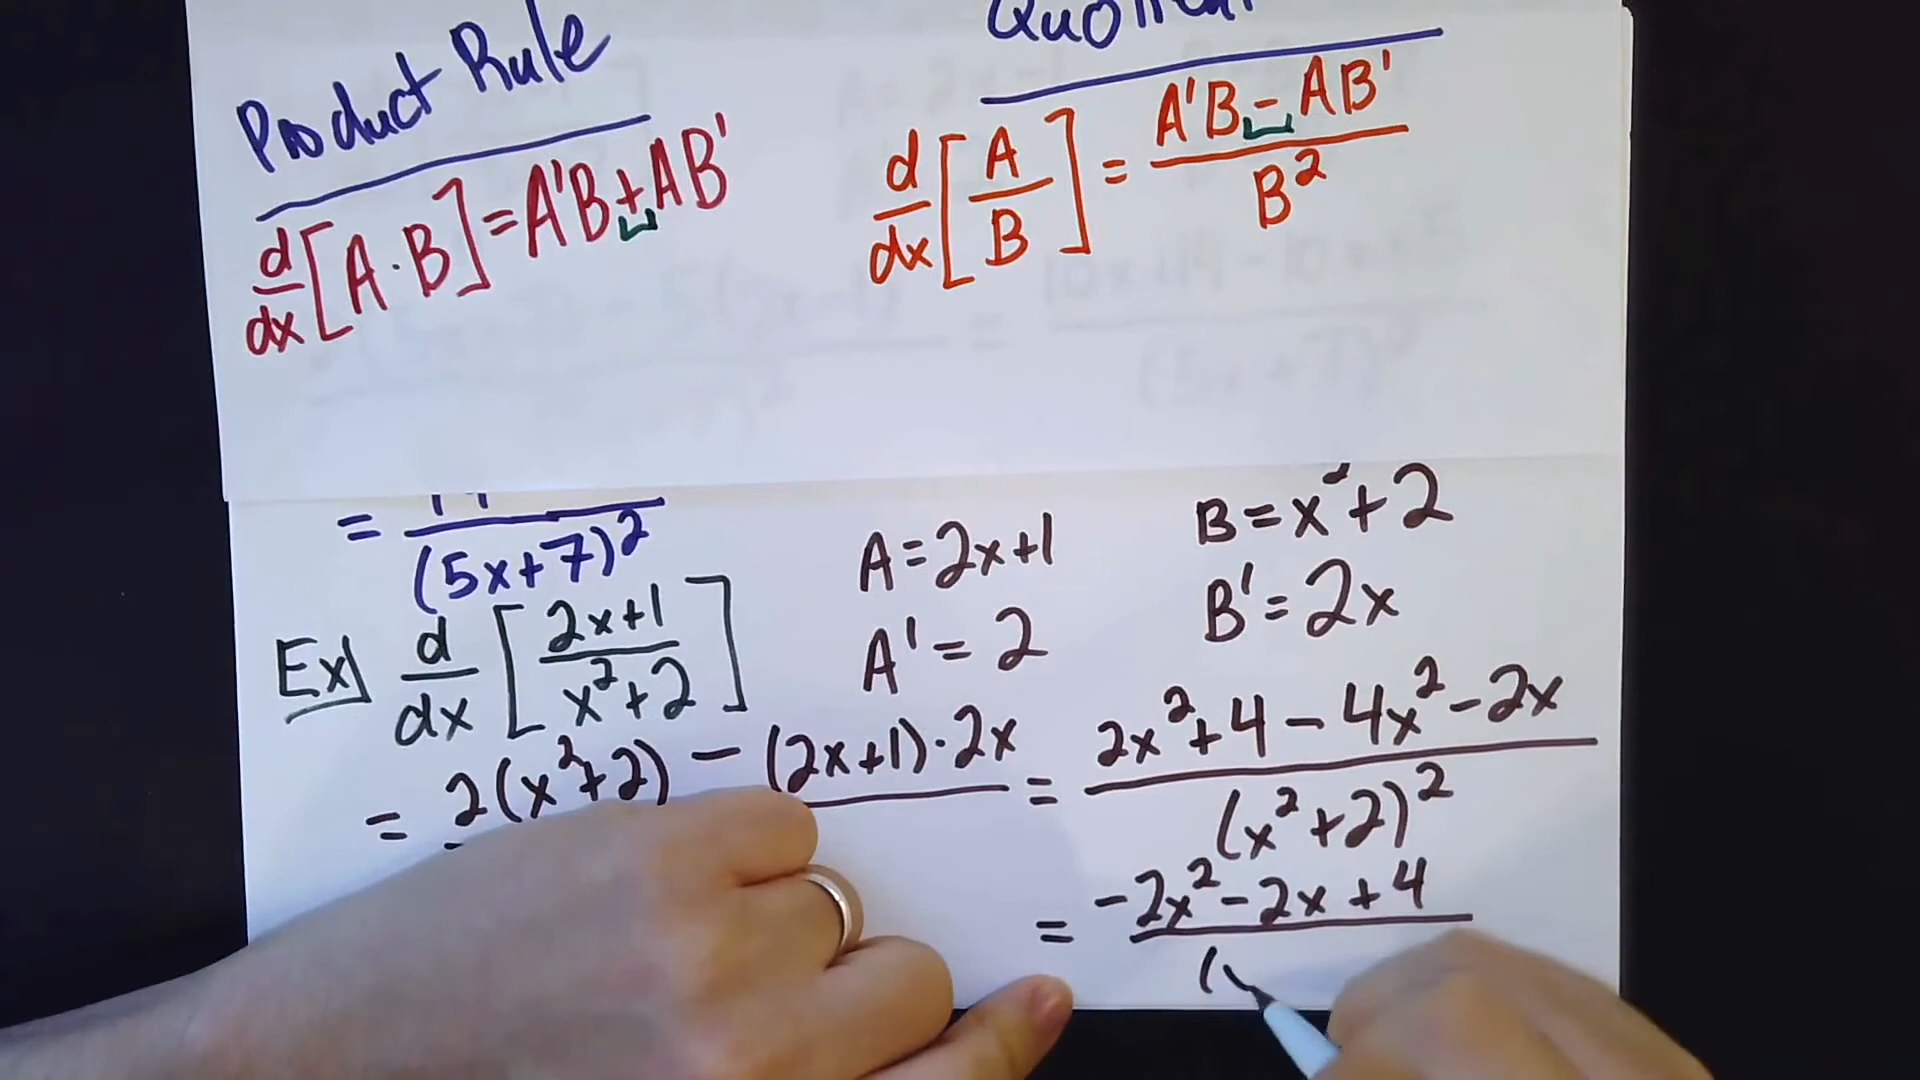 Product Rule
d/dx [A·B] = A'B + AB'
d/dx [A/B] = (A'B - AB')/B²
= /(5x+7)²
A = 2x+1
B = x²+2
A' = 2
B' = 2x
Ex) d/dx [(2x+1)/(x²+2)]
= 2(x²+2) - (2x+1)·2x = (2x²+4 - 4x² - 2x)/(x²+2)²
= -2x² - 2x + 4
(